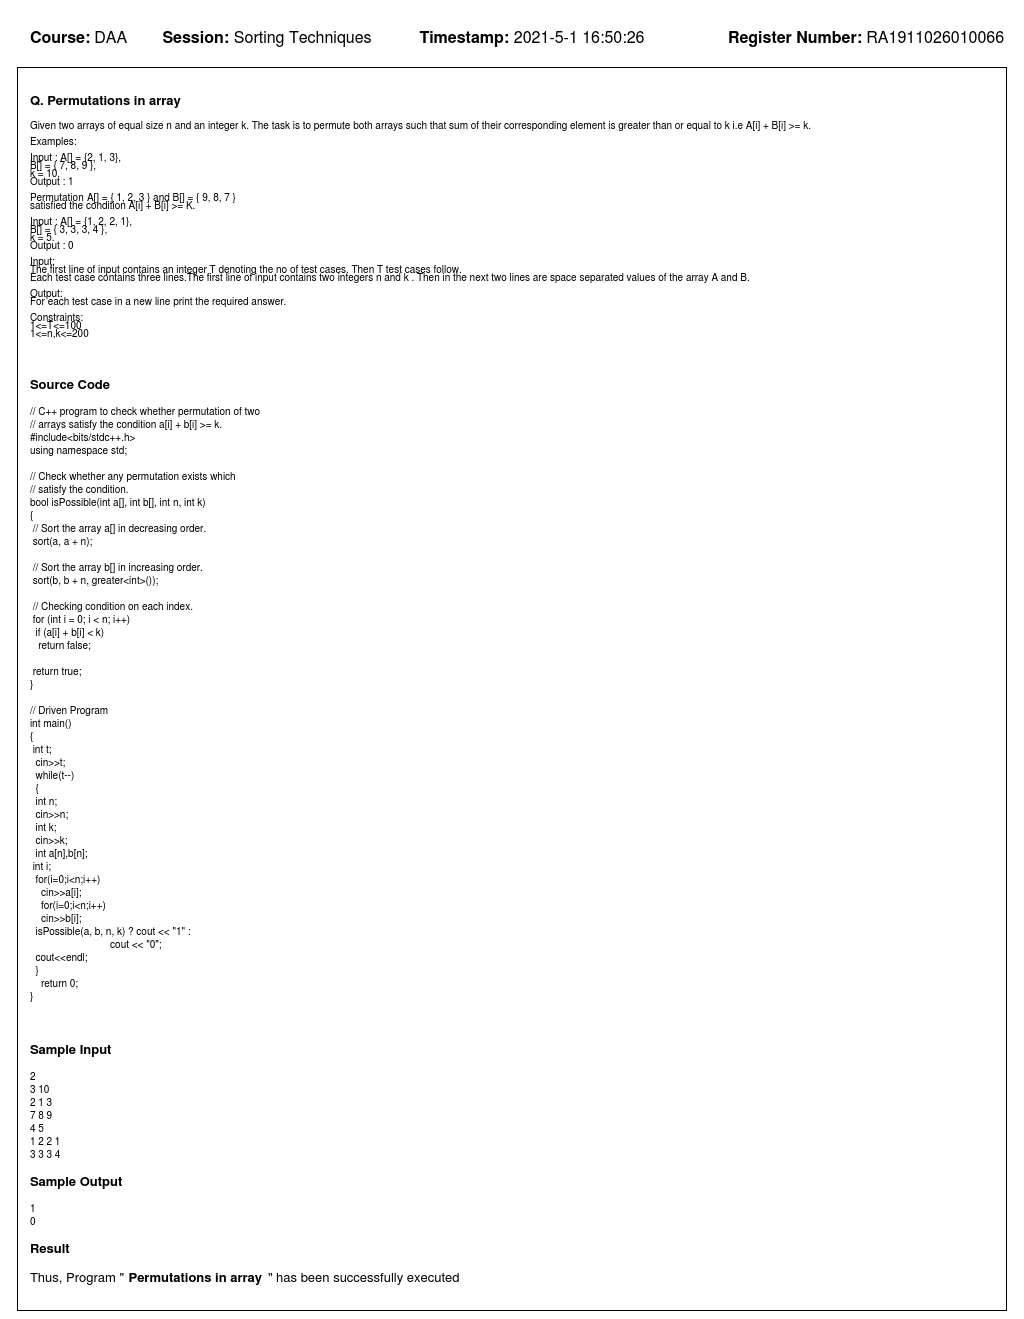 Course: DAA Session: Sorting Techniques Timestamp: 2021-5-1 16:50:26 Register Number: RA1911026010066
Q. Permutations in array
Given two arrays of equal size n and an integer k. The task is to permute both arrays such that sum of their corresponding element is greater than or equal to k i.e A[i] + B[i] >= k.
Examples:
Input : A[] = {2, 1, 3},
B[] = { 7, 8, 9 },
k = 10.
Output : 1
Permutation A[] = { 1, 2, 3 } and B[] = { 9, 8, 7 }
satisfied the condition A[i] + B[i] >= K.
Input : A[] = {1, 2, 2, 1},
B[] = { 3, 3, 3, 4 },
k = 5.
Output : 0
Input:
The first line of input contains an integer T denoting the no of test cases. Then T test cases follow.
Each test case contains three lines.The first line of input contains two integers n and k . Then in the next two lines are space separated values of the array A and B.
Output:
For each test case in a new line print the required answer.
Constraints:
1<=T<=100
1<=n,k<=200
Source Code
// C++ program to check whether permutation of two
// arrays satisfy the condition a[i] + b[i] >= k.
#include<bits/stdc++.h>
using namespace std;
// Check whether any permutation exists which
// satisfy the condition.
bool isPossible(int a[], int b[], int n, int k)
{
// Sort the array a[] in decreasing order.
sort(a, a + n);
// Sort the array b[] in increasing order.
sort(b, b + n, greater<int>());
// Checking condition on each index.
for (int i = 0; i < n; i++)
if (a[i] + b[i] < k)
return false;
return true;
}
// Driven Program
int main()
{
int t;
cin>>t;
while(t--)
{
int n;
cin>>n;
int k;
cin>>k;
int a[n],b[n];
int i;
for(i=0;i<n;i++)
cin>>a[i];
for(i=0;i<n;i++)
cin>>b[i];
isPossible(a, b, n, k) ? cout << "1" :
cout << "0";
cout<<endl;
}
return 0;
}
Sample Input
2
3 10
2 1 3
7 8 9
4 5
1 2 2 1
3 3 3 4
Sample Output
1
0
Result
Thus, Program " Permutations in array " has been successfully executed